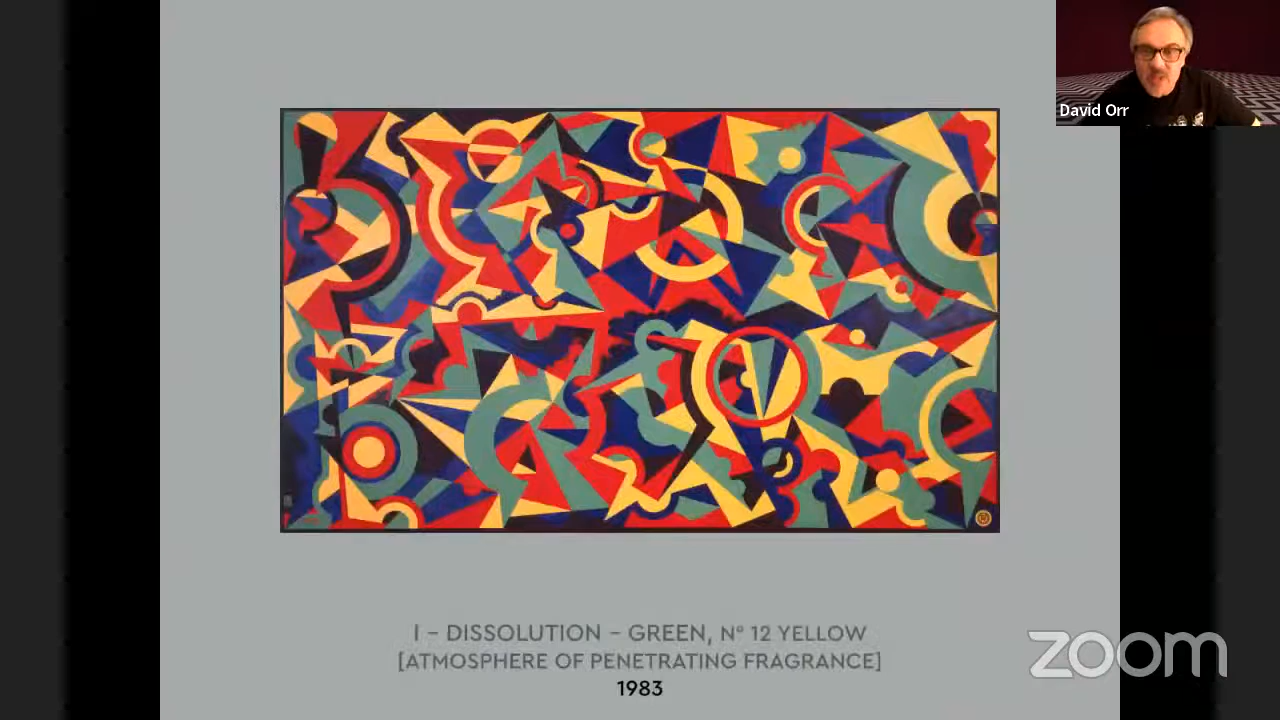 David Orr
I – DISSOLUTION – GREEN, Nº 12 YELLOW
[ATMOSPHERE OF PENETRATING FRAGRANCE]
1983
zoom